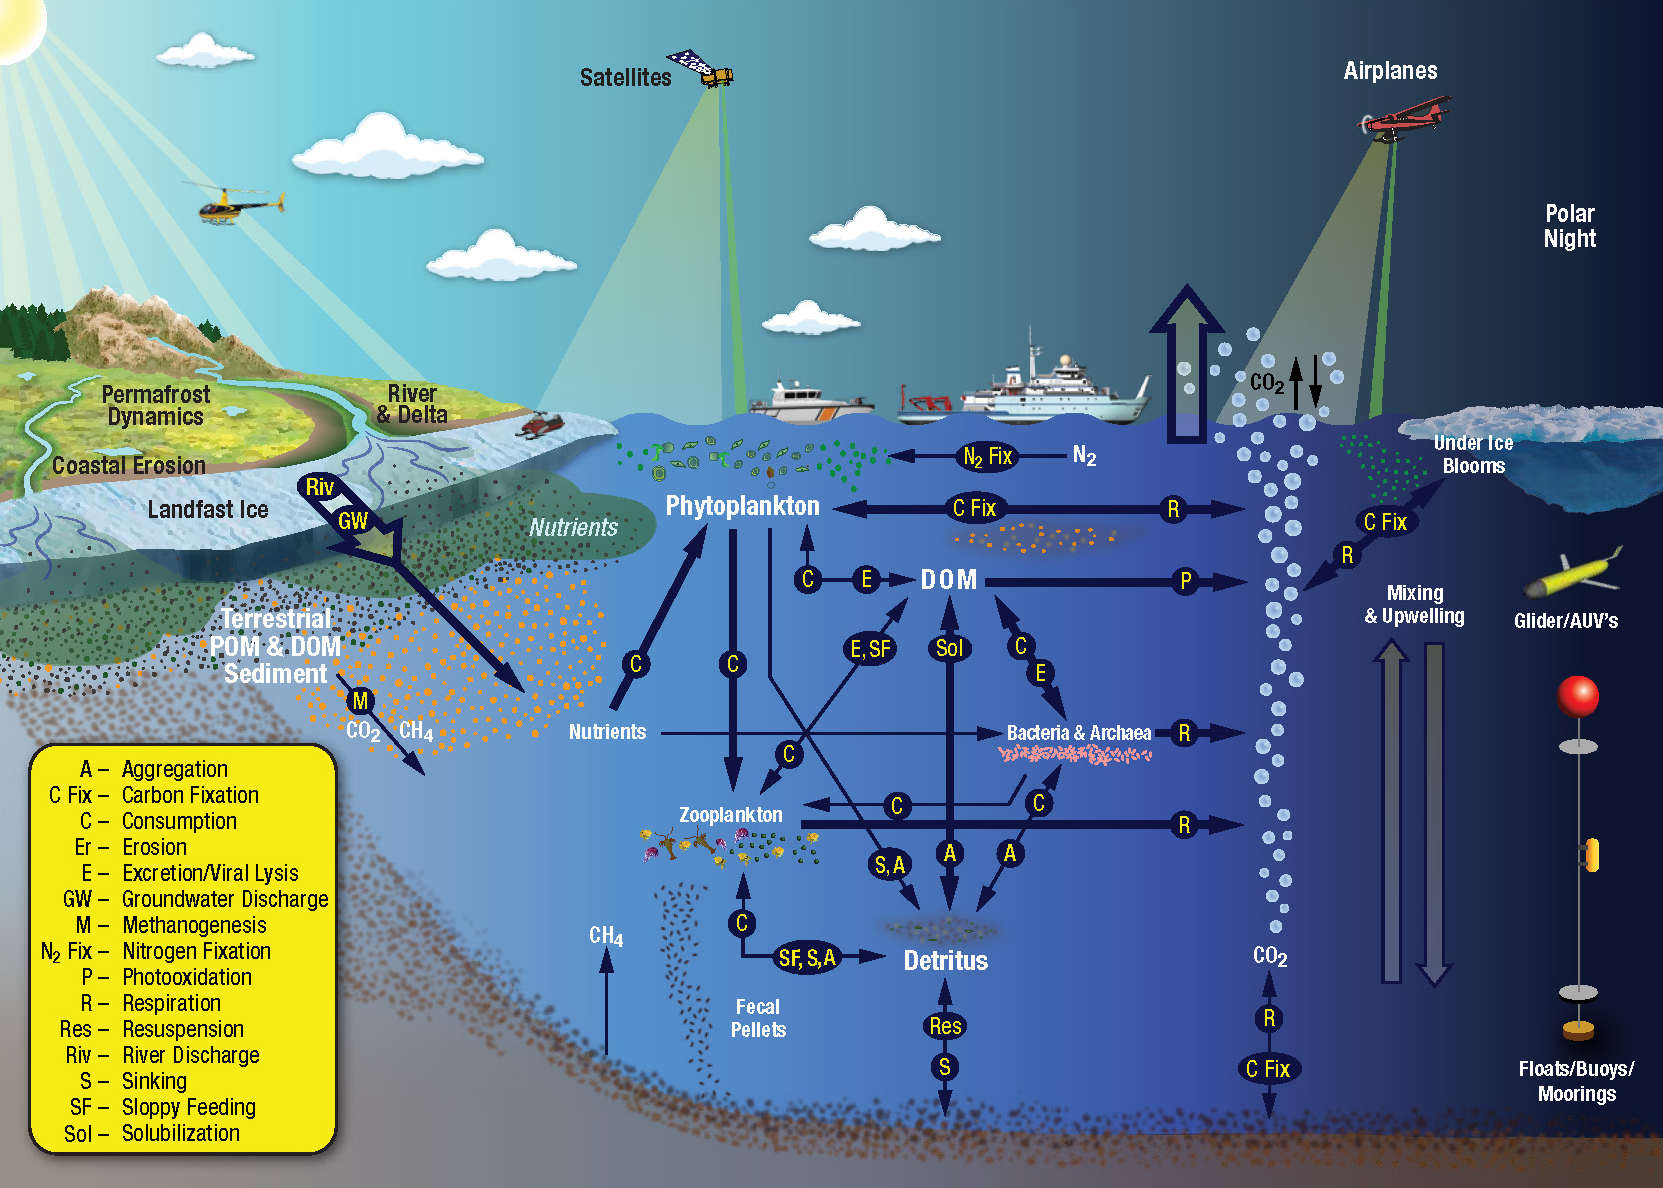 Satellites
Airplanes
Polar
Night
Permafrost
Dynamics
River
& Delta
Coastal Erosion
Landfast Ice
Riv
GW
Nutrients
Terrestrial
POM & DOM
Sediment
M
CO2 CH4
CO2
Under Ice
Blooms
N2 Fix
N2
Phytoplankton
C Fix
R
C Fix
R
C
E
DOM
P
Mixing
& Upwelling
Glider/AUV's
E, SF
Sol
C
E
C
C
Nutrients
Bacteria & Archaea
R
C
C
C
Zooplankton
R
S, A
A
A
C
SF, S,A
Detritus
CH4
Fecal
Pellets
CO2
Res
S
R
C Fix
Floats/Buoys/
Moorings
A – Aggregation
C Fix – Carbon Fixation
C – Consumption
Er – Erosion
E – Excretion/Viral Lysis
GW – Groundwater Discharge
M – Methanogenesis
N2 Fix – Nitrogen Fixation
P – Photooxidation
R – Respiration
Res – Resuspension
Riv – River Discharge
S – Sinking
SF – Sloppy Feeding
Sol – Solubilization